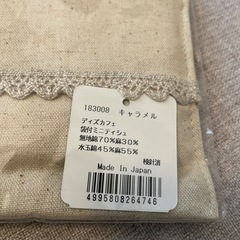 183008 キャラメル
ディズカフェ
袋付ミニティシュ
無地綿70%麻30%
水玉綿45%麻55%
検針済
Made In Japan
4995808264746